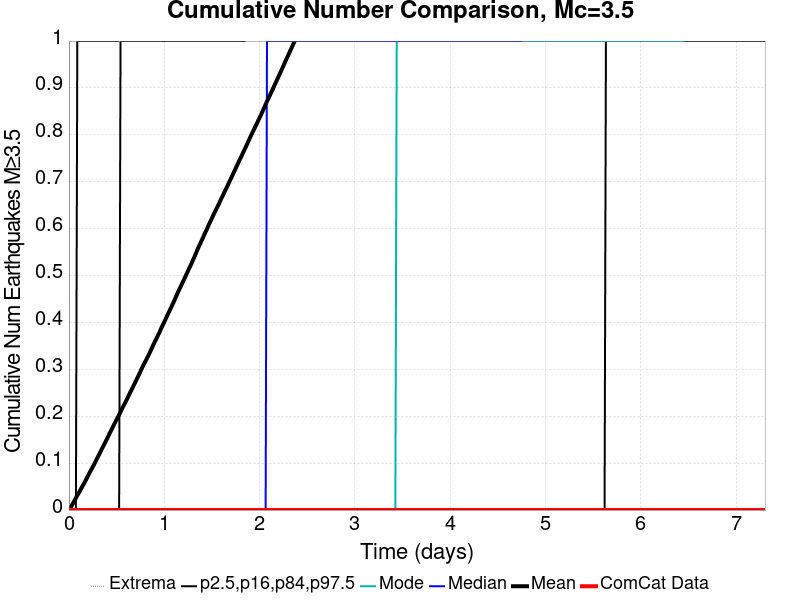 Cumulative Number Comparison, Mc=3.5
Cumulative Num Earthquakes M≥3.5
1
0.9
0.8
0.7
0.6
0.5
0.4
0.3
0.2
0.1
0
0 1 2 3 4 5 6 7
Time (days)
Extrema p2.5,p16,p84,p97.5 Mode Median Mean ComCat Data